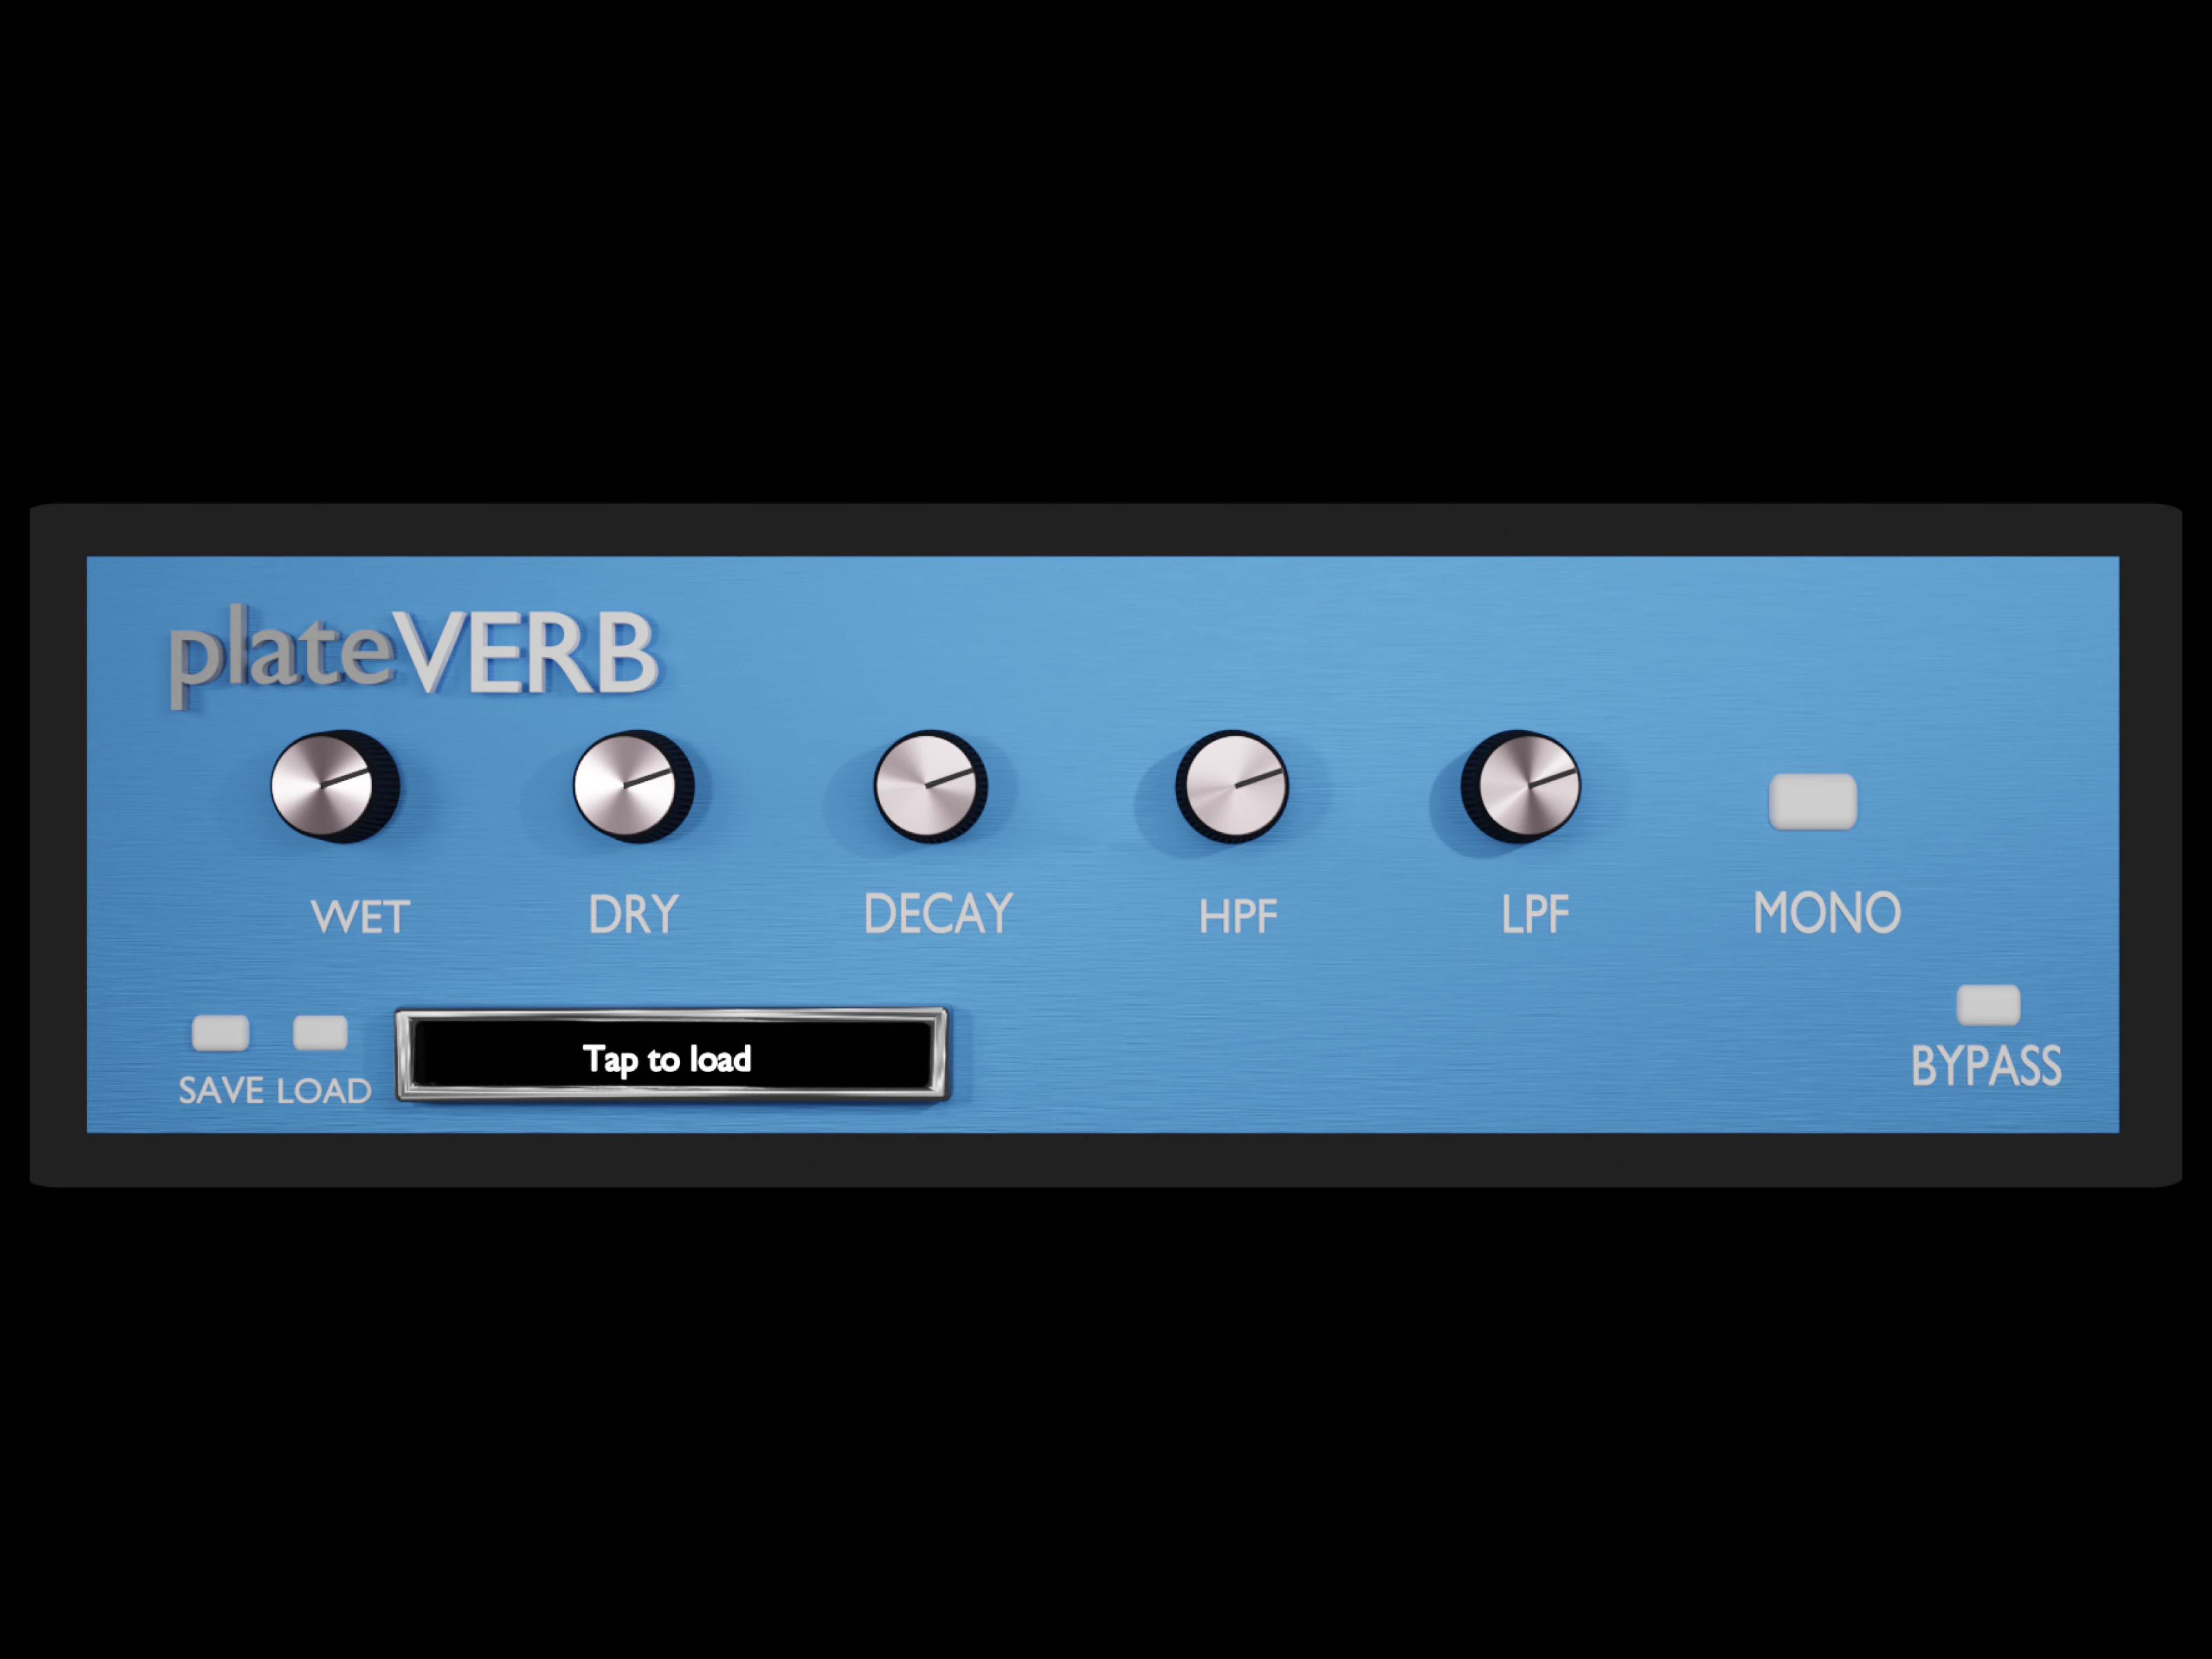 plateVERB
WET DRY DECAY HPF LPF MONO
Tap to load
BYPASS
SAVE LOAD